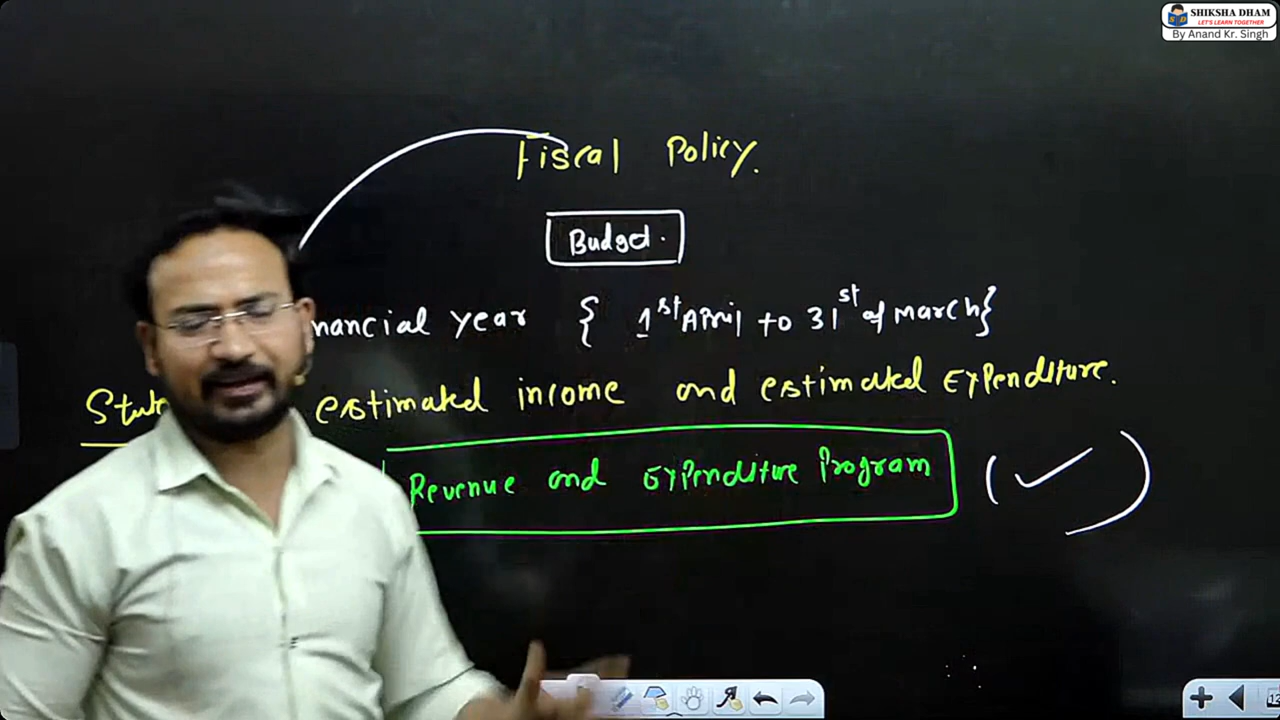 SHIKSHA DHAM
LET'S LEARN TOGETHER
By Anand Kr. Singh
Fiscal Policy.
Budget.
nancial year { 1st April to 31st of March}
estimated income and estimated Expenditure.
Revenue and Expenditure Program